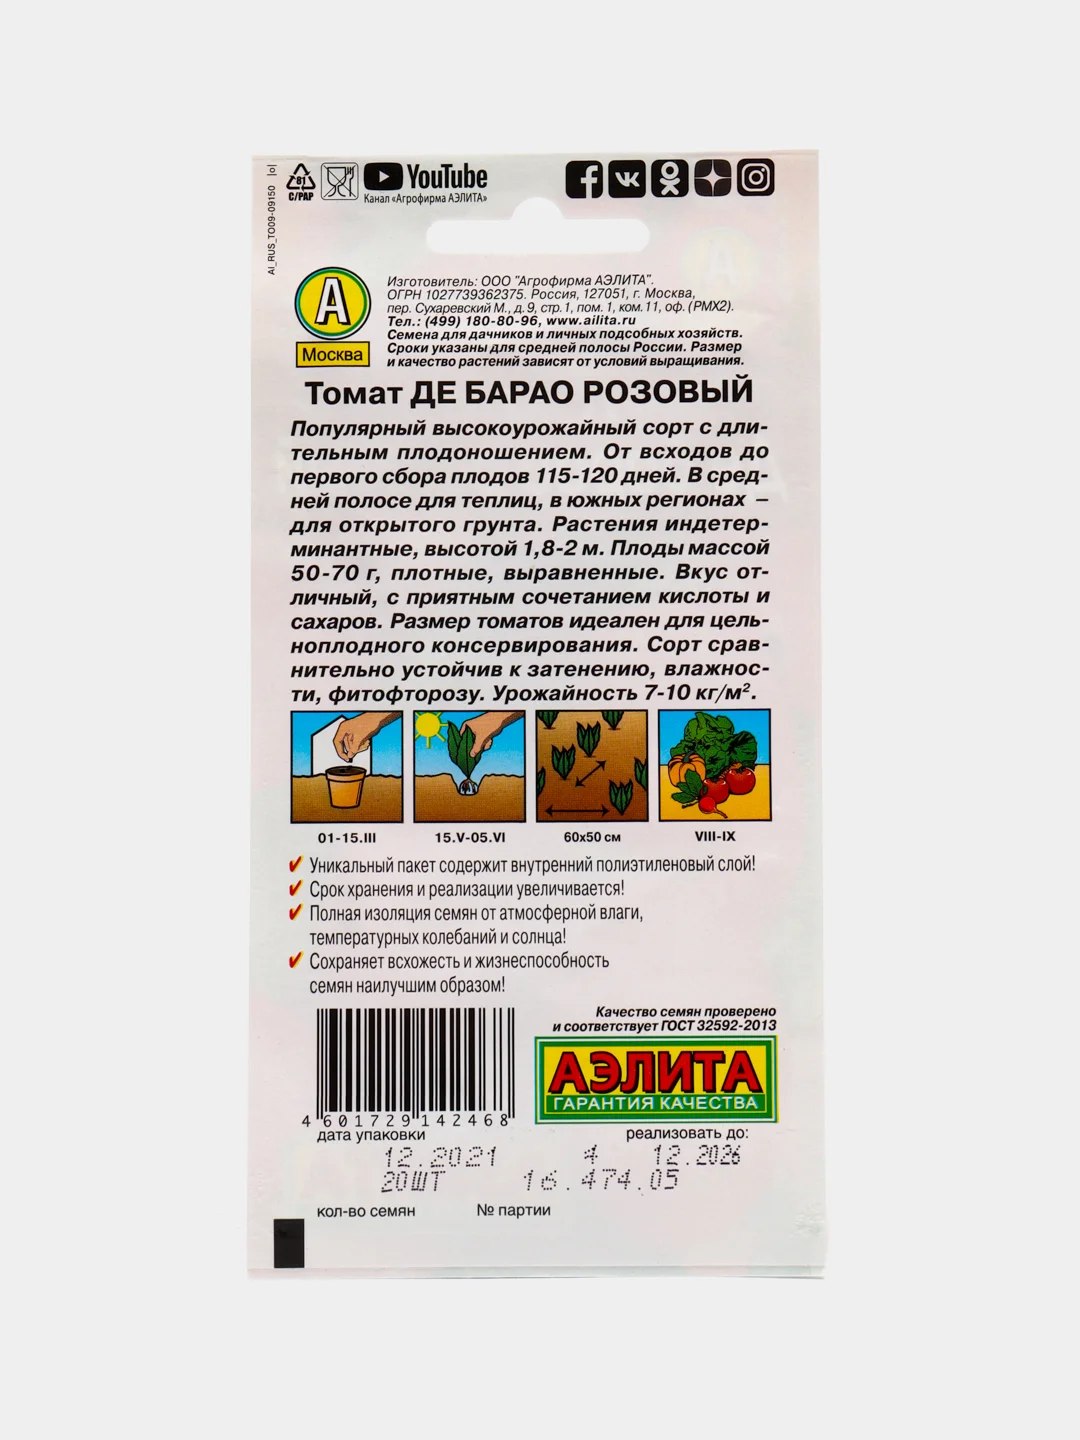 81
C/PAP
YouTube
Канал «Агрофирма АЭЛИТА»
AI_RUS_TO09-09150 |o|
А
Москва
Изготовитель: ООО "Агрофирма АЭЛИТА".
ОГРН 1027739362375. Россия, 127051, г. Москва,
пер. Сухаревский М., д. 9, стр. 1, пом. 1, ком. 11, оф. (РМХ2).
Тел.: (499) 180-80-96, www.ailita.ru
Семена для дачников и личных подсобных хозяйств.
Сроки указаны для средней полосы России. Размер
и качество растений зависят от условий выращивания.
Томат ДЕ БАРАО РОЗОВЫЙ
Популярный высокоурожайный сорт с дли-
тельным плодоношением. От всходов до
первого сбора плодов 115-120 дней. В сред-
ней полосе для теплиц, в южных регионах –
для открытого грунта. Растения индетер-
минантные, высотой 1,8-2 м. Плоды массой
50-70 г, плотные, выравненные. Вкус от-
личный, с приятным сочетанием кислоты и
сахаров. Размер томатов идеален для цель-
ноплодного консервирования. Сорт срав-
нительно устойчив к затенению, влажнос-
ти, фитофторозу. Урожайность 7-10 кг/м².
01-15.III
15.V-05.VI
60х50 см
VIII-IX
Уникальный пакет содержит внутренний полиэтиленовый слой!
Срок хранения и реализации увеличивается!
Полная изоляция семян от атмосферной влаги,
температурных колебаний и солнца!
Сохраняет всхожесть и жизнеспособность
семян наилучшим образом!
Качество семян проверено
и соответствует ГОСТ 32592-2013
АЭЛИТА
ГАРАНТИЯ КАЧЕСТВА
4 601729 142468
дата упаковки
реализовать до:
12.2021 4 12.2026
20ШТ 16.474.05
кол-во семян
№ партии